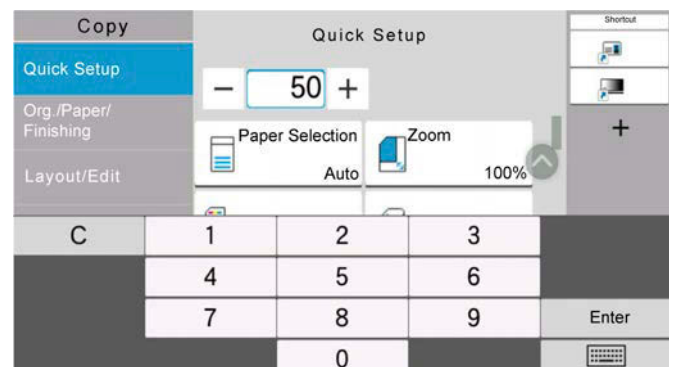 Copy
Quick Setup
Shortcut
Quick Setup
− 50 +
Org./Paper/
Finishing
Paper Selection
Auto
Zoom
100%
+
Layout/Edit
C 1 2 3
4 5 6
7 8 9 Enter
0